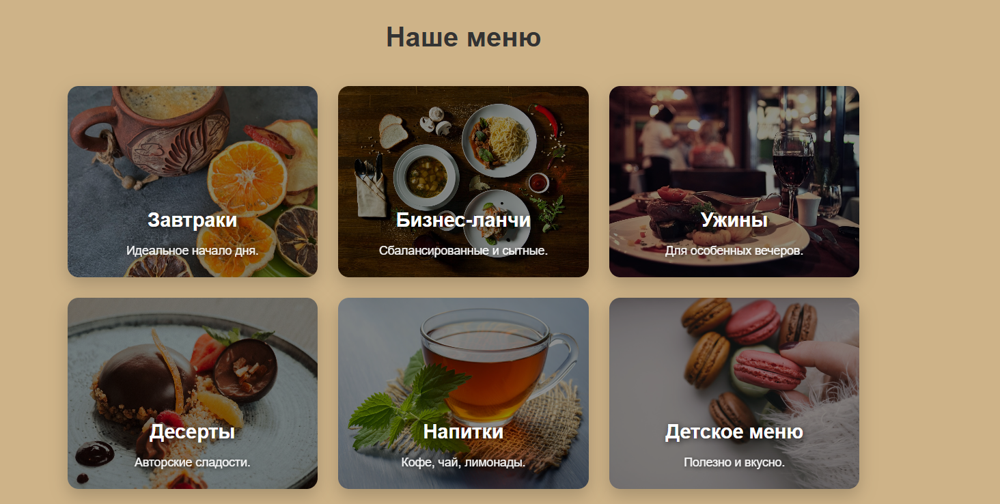 Наше меню
Завтраки
Идеальное начало дня.
Бизнес-ланчи
Сбалансированные и сытные.
Ужины
Для особенных вечеров.
Десерты
Авторские сладости.
Напитки
Кофе, чай, лимонады.
Детское меню
Полезно и вкусно.